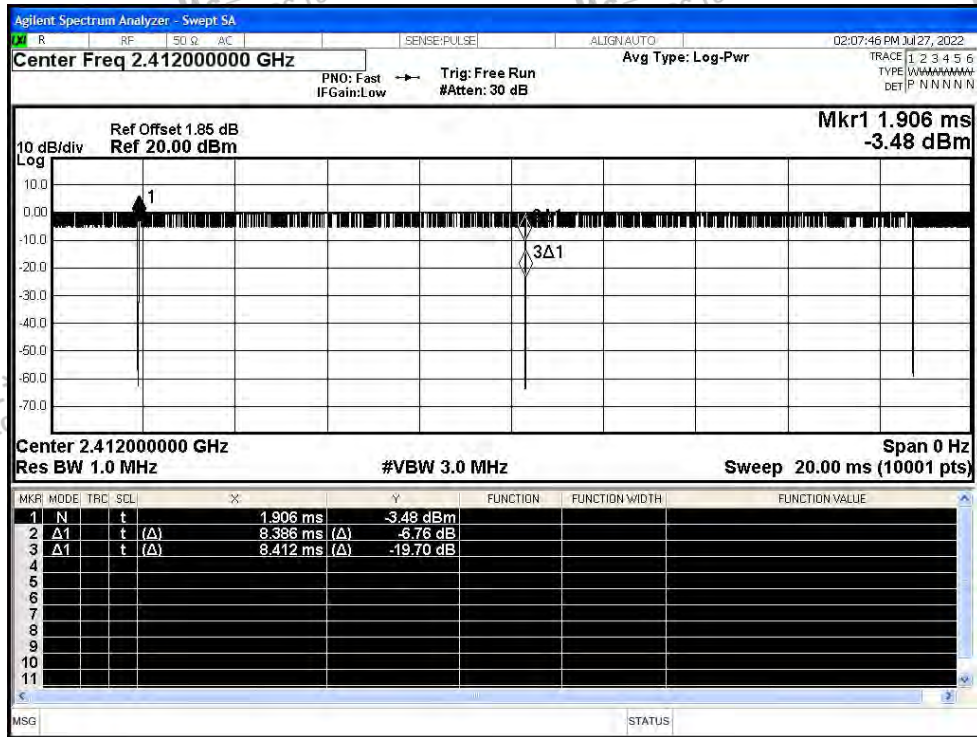 Agilent Spectrum Analyzer - Swept SA
LXI R RF 50 Ω AC SENSE:PULSE ALIGN AUTO 02:07:46 PM Jul 27, 2022
Center Freq 2.412000000 GHz
Avg Type: Log-Pwr
TRACE 1 2 3 4 5 6
PNO: Fast Trig: Free Run
TYPE WWWWWW
IFGain:Low #Atten: 30 dB
DET P N N N N N
Mkr1 1.906 ms
Ref Offset 1.85 dB
-3.48 dBm
10 dB/div Ref 20.00 dBm
Log
10.0
1
0.00
-10.0
3Δ1
-20.0
-30.0
-40.0
-50.0
-60.0
-70.0
Center 2.412000000 GHz Span 0 Hz
Res BW 1.0 MHz #VBW 3.0 MHz Sweep 20.00 ms (10001 pts)
MKR MODE TRC SCL X Y FUNCTION FUNCTION WIDTH FUNCTION VALUE
1 N t 1.906 ms -3.48 dBm
2 Δ1 t (Δ) 8.386 ms (Δ) -6.76 dB
3 Δ1 t (Δ) 8.412 ms (Δ) -19.70 dB
4
5
6
7
8
9
10
11
MSG STATUS